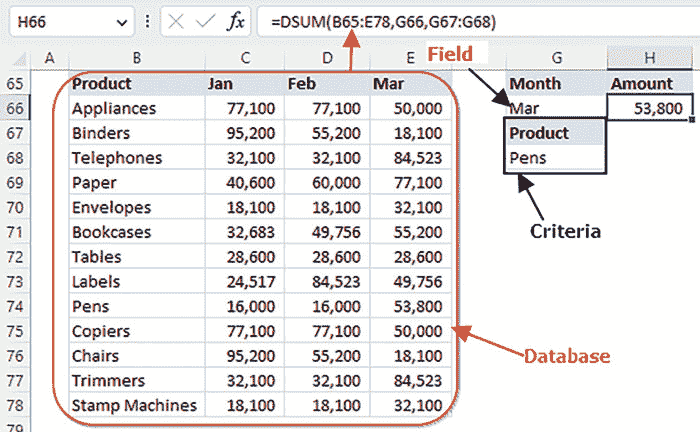 H66 fx =DSUM(B65:E78,G66,G67:G68)
Field
A B C D E G H
65 Product Jan Feb Mar Month Amount
66 Appliances 77,100 77,100 50,000 Mar 53,800
67 Binders 95,200 55,200 18,100 Product
68 Telephones 32,100 32,100 84,523 Pens
69 Paper 40,600 60,000 77,100
70 Envelopes 18,100 18,100 32,100
71 Bookcases 32,683 49,756 55,200 Criteria
72 Tables 28,600 28,600 28,600
73 Labels 24,517 84,523 49,756
74 Pens 16,000 16,000 53,800
75 Copiers 77,100 77,100 50,000
76 Chairs 95,200 55,200 18,100 Database
77 Trimmers 32,100 32,100 84,523
78 Stamp Machines 18,100 18,100 32,100
79